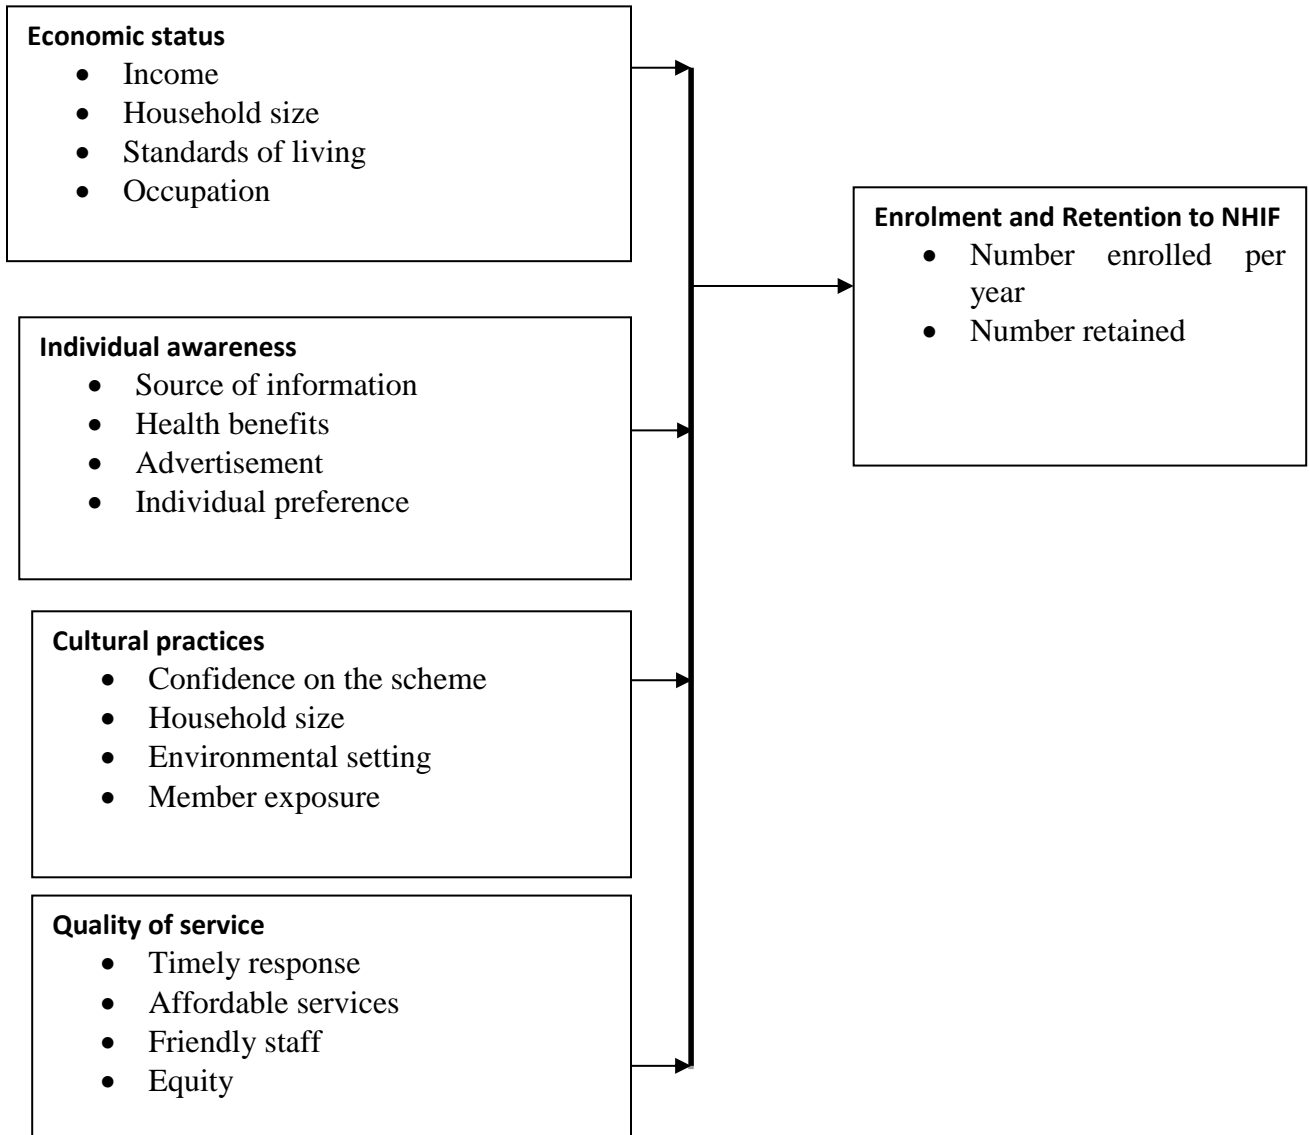 Economic status
• Income
• Household size
• Standards of living
• Occupation
Individual awareness
• Source of information
• Health benefits
• Advertisement
• Individual preference
Cultural practices
• Confidence on the scheme
• Household size
• Environmental setting
• Member exposure
Quality of service
• Timely response
• Affordable services
• Friendly staff
• Equity
Enrolment and Retention to NHIF
• Number enrolled per
year
• Number retained